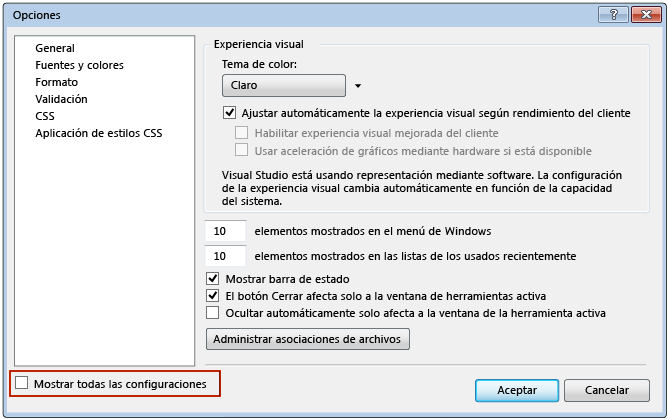 Opciones
General
Fuentes y colores
Formato
Validación
CSS
Aplicación de estilos CSS
Experiencia visual
Tema de color:
Claro
Ajustar automáticamente la experiencia visual según rendimiento del cliente
Habilitar experiencia visual mejorada del cliente
Usar aceleración de gráficos mediante hardware si está disponible
Visual Studio está usando representación mediante software. La configuración
de la experiencia visual cambia automáticamente en función de la capacidad
del sistema.
10 elementos mostrados en el menú de Windows
10 elementos mostrados en las listas de los usados recientemente
Mostrar barra de estado
El botón Cerrar afecta solo a la ventana de herramientas activa
Ocultar automáticamente solo afecta a la ventana de la herramienta activa
Administrar asociaciones de archivos
Mostrar todas las configuraciones
Aceptar
Cancelar